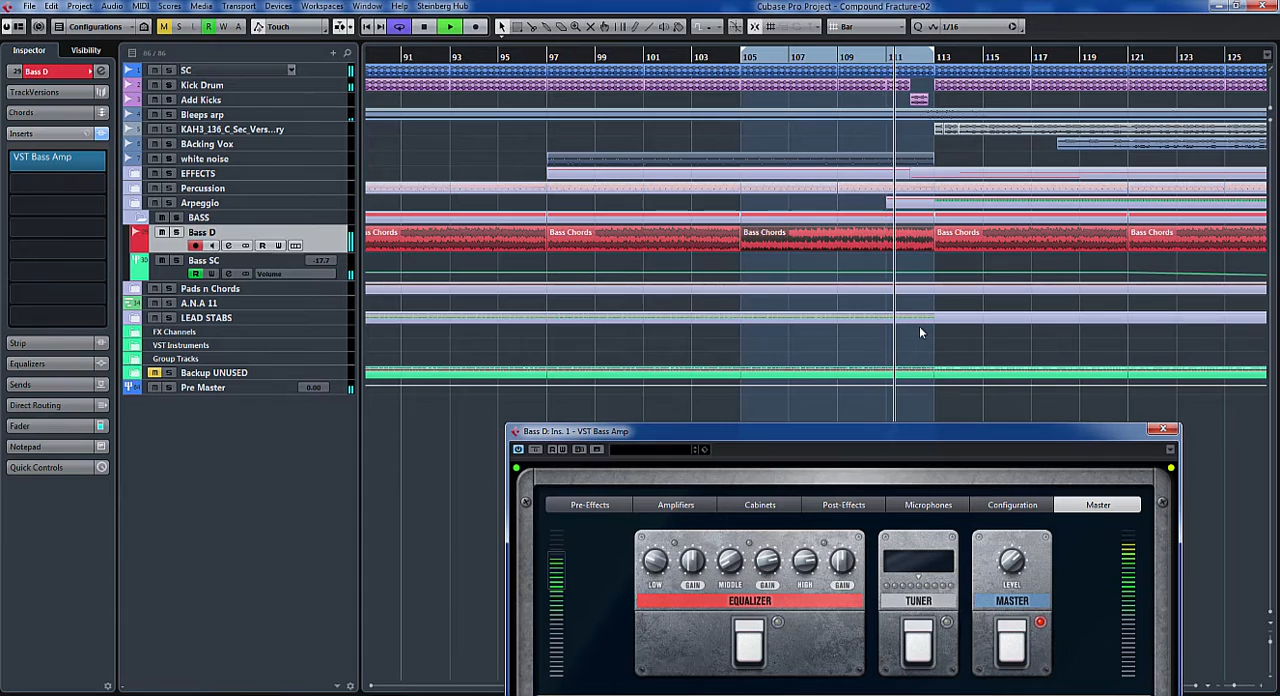 Cubase Pro Project - Compound Fracture-02
File Edit Project Audio MIDI Scores Media Transport Devices Workspaces Window Help Steinberg Hub
Configurations M S L R W A Touch Bar 1/16
Inspector Visibility 86 / 86
91 93 95 97 99 101 103 105 107 109 111 113 115 117 119 121 123 125
Bass D
TrackVersions
Chords
Inserts
VST Bass Amp
Strip
Equalizers
Sends
Direct Routing
Fader
Notepad
Quick Controls
SC
Kick Drum
Add Kicks
Bleeps arp
KAH3_136_C_Sec_Vers...ry
BAcking Vox
white noise
EFFECTS
Percussion
Arpeggio
BASS
Bass D
R W
Bass SC -17.7
R W Volume
Pads n Chords
A.N.A 11
LEAD STABS
FX Channels
VST Instruments
Group Tracks
Backup UNUSED
Pre Master 0.00
ss Chords Bass Chords Bass Chords Bass Chords Bass Chords
Bass D: Ins. 1 - VST Bass Amp
Pre-Effects Amplifiers Cabinets Post-Effects Microphones Configuration Master
LOW GAIN MIDDLE GAIN HIGH GAIN LEVEL
EQUALIZER TUNER MASTER